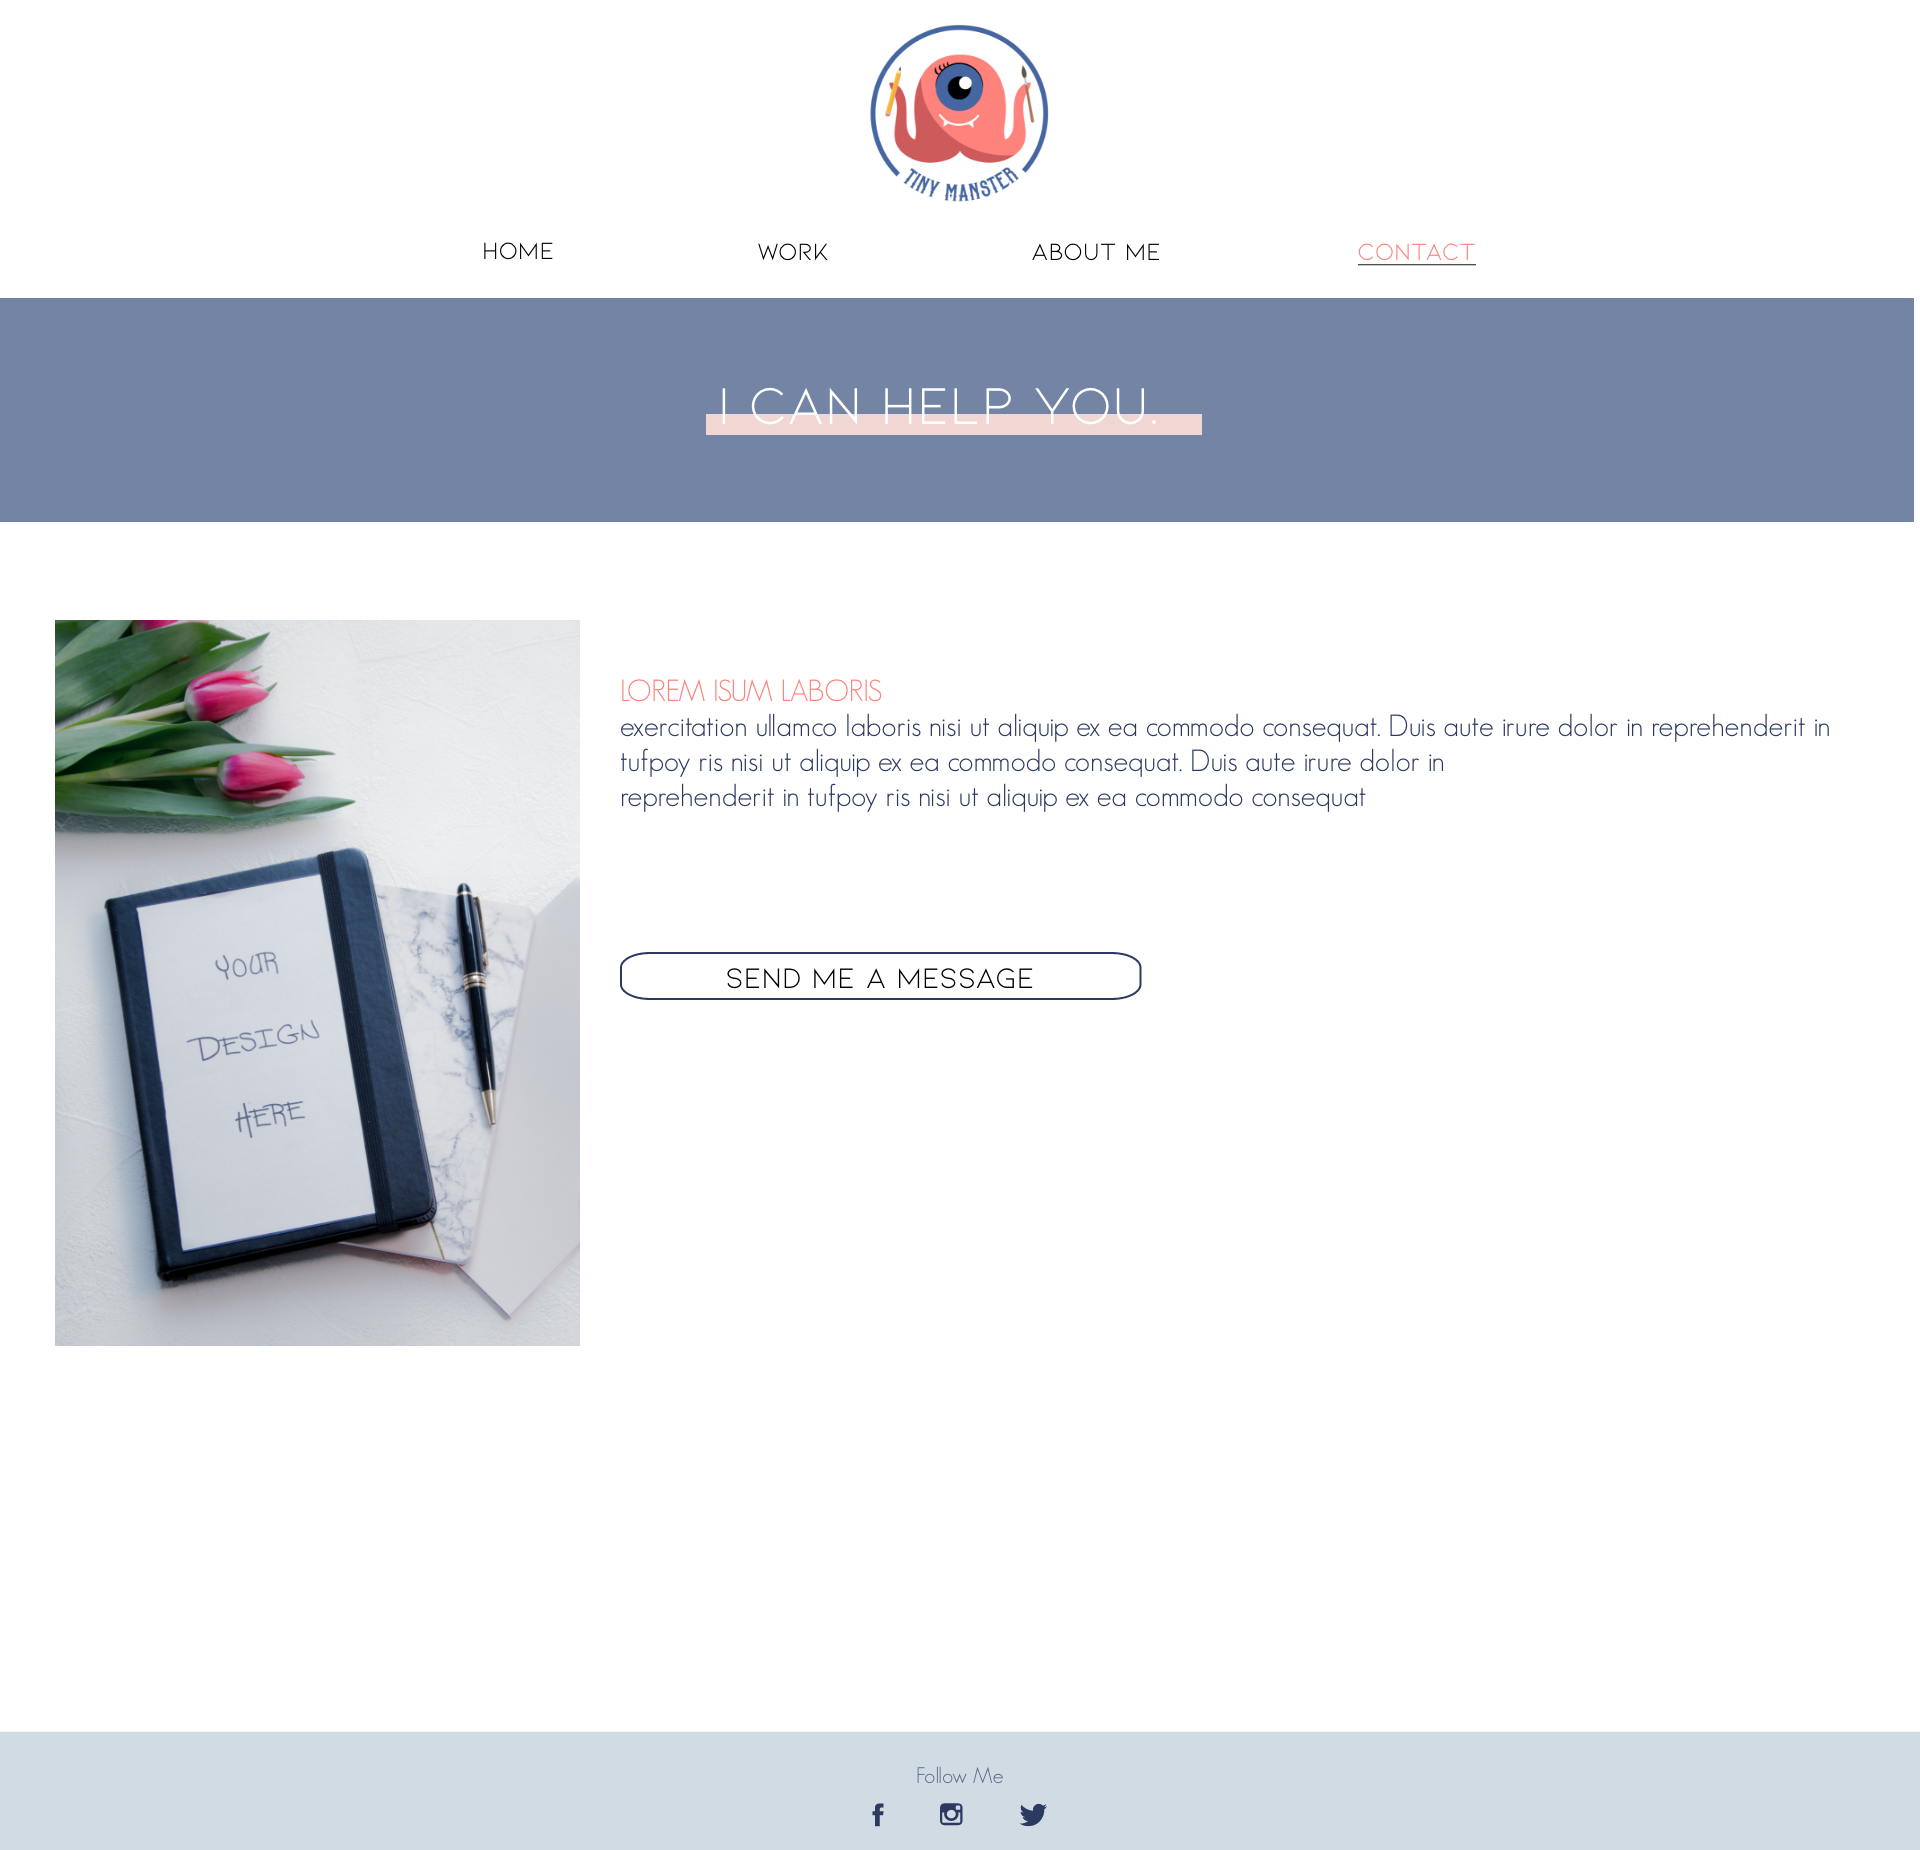 TINY MANSTER
HOME
WORK
ABOUT ME
CONTACT
I CAN HELP YOU.
LOREM ISUM LABORIS
exercitation ullamco laboris nisi ut aliquip ex ea commodo consequat. Duis aute irure dolor in reprehenderit in
tufpoy ris nisi ut aliquip ex ea commodo consequat. Duis aute irure dolor in
reprehenderit in tufpoy ris nisi ut aliquip ex ea commodo consequat
YOUR
DESIGN
HERE
SEND ME A MESSAGE
Follow Me